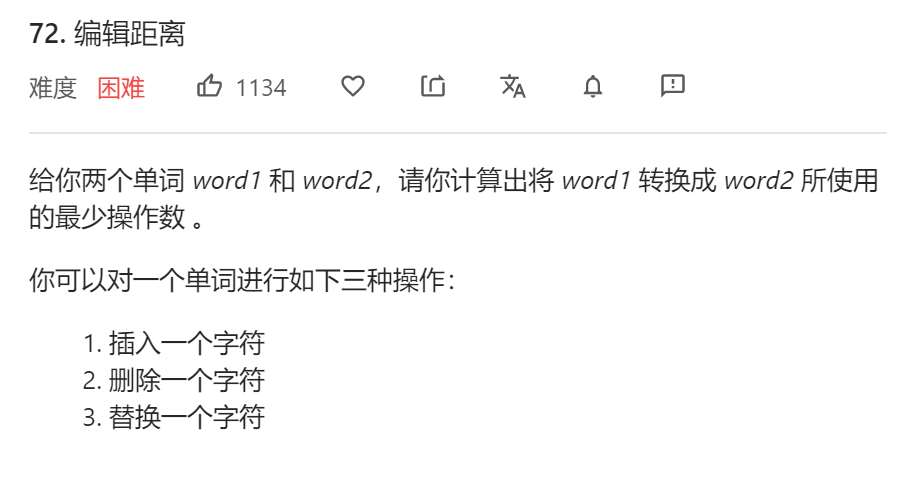 72. 编辑距离
难度 困难 1134
给你两个单词 word1 和 word2，请你计算出将 word1 转换成 word2 所使用
的最少操作数 。
你可以对一个单词进行如下三种操作：
1. 插入一个字符
2. 删除一个字符
3. 替换一个字符